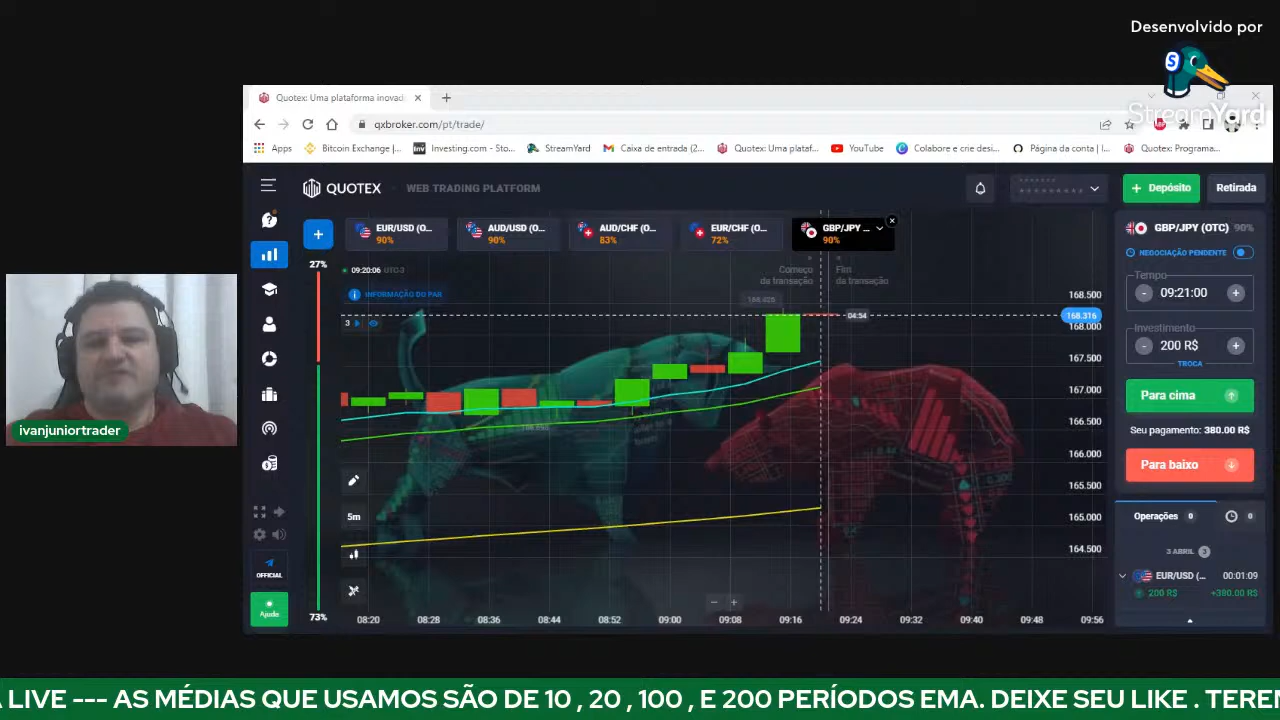 Desenvolvido por
StreamYard
Quotex: Uma plataforma inovad
qxbroker.com/pt/trade/
Apps
Bitcoin Exchange |...
Investing.com - Sto...
StreamYard
Caixa de entrada (2...
Quotex: Uma plataf...
YouTube
Colabore e crie desi...
Página da conta | I...
Quotex: Programa...
QUOTEX
WEB TRADING PLATFORM
Depósito
Retirada
EUR/USD (O...
90%
AUD/USD (O...
90%
AUD/CHF (O...
83%
EUR/CHF (O...
72%
GBP/JPY ...
90%
27%
09:20:06 UTC-3
INFORMAÇÃO DO PAR
3
Começo
da transacção
Fim
da transacção
04:54
168.500
168.316
168.000
167.500
167.000
166.500
166.000
165.500
165.000
164.500
5m
73%
08:20
08:28
08:36
08:44
08:52
09:00
09:08
09:16
09:24
09:32
09:40
09:48
09:56
OFFICIAL
Ajuda
GBP/JPY (OTC) 90%
NEGOCIAÇÃO PENDENTE
Tempo
- 09:21:00 +
Investimento
- 200 R$ +
TROCA
Para cima
Seu pagamento: 380.00 R$
Para baixo
Operações 0
0
3 ABRIL 3
EUR/USD (... 00:01:09
200 R$ +380.00 R$
ivanjuniortrader
A LIVE --- AS MÉDIAS QUE USAMOS SÃO DE 10 , 20 , 100 , E 200 PERÍODOS EMA. DEIXE SEU LIKE . TEREM